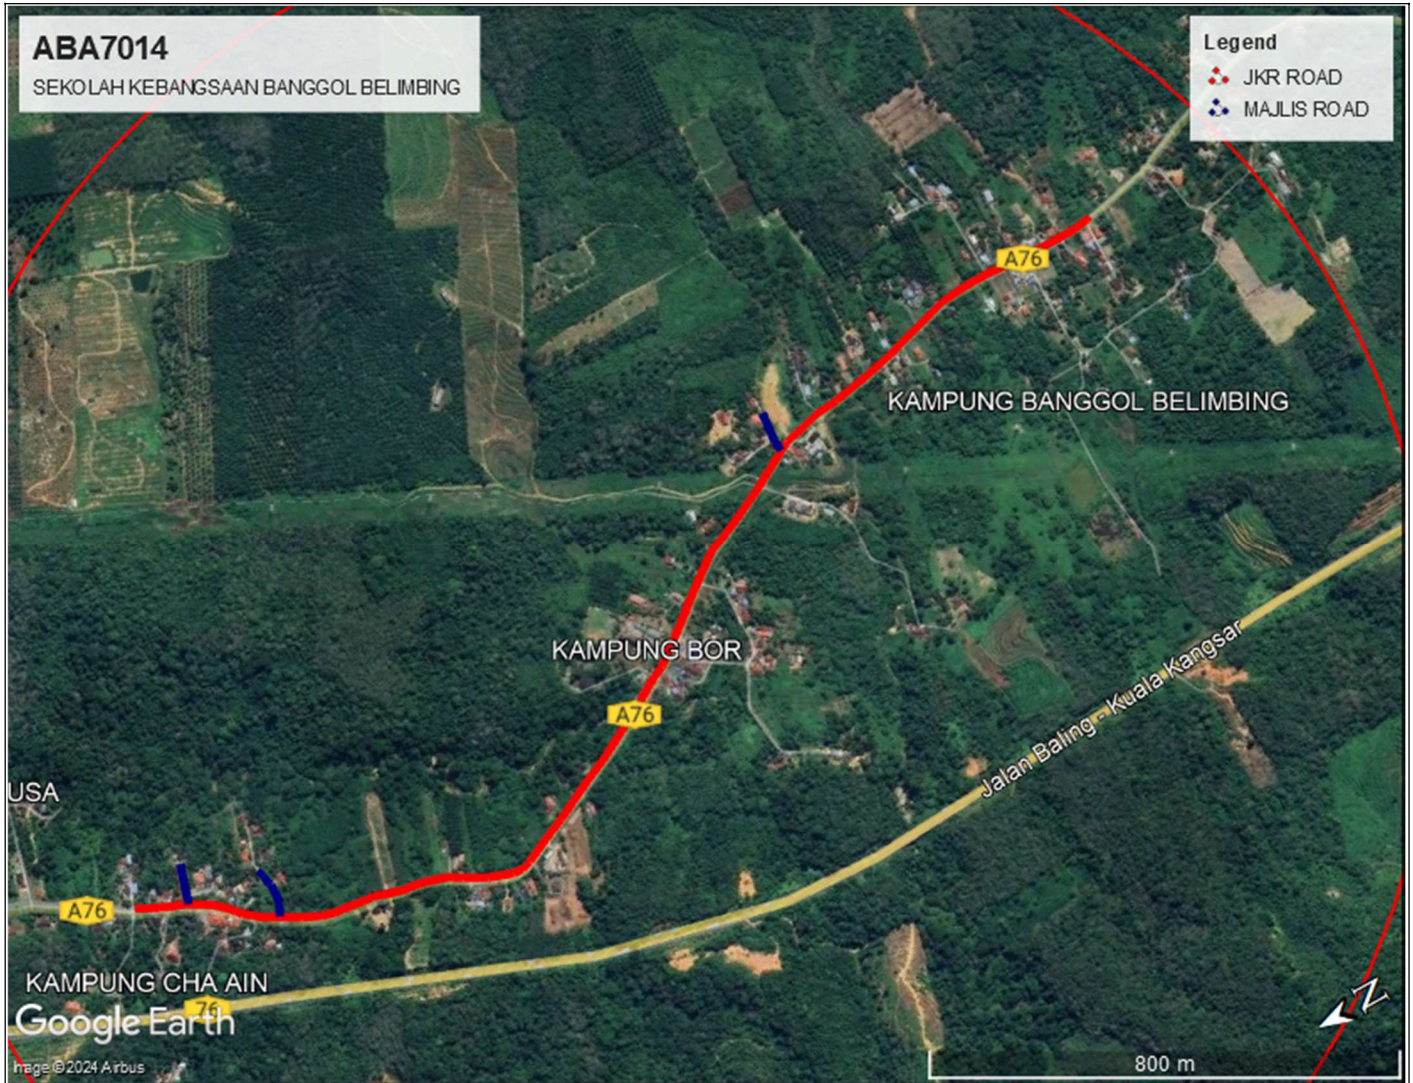 ABA7014
SEKOLAH KEBANGSAAN BANGGOL BELIMBING
Legend
JKR ROAD
MAJLIS ROAD
A76
KAMPUNG BANGGOL BELIMBING
KAMPUNG BOR
A76
Jalan Baling - Kuala Kangsar
USA
A76
KAMPUNG CHA AIN
76
Google Earth
Image ©2024 Airbus
N
800 m